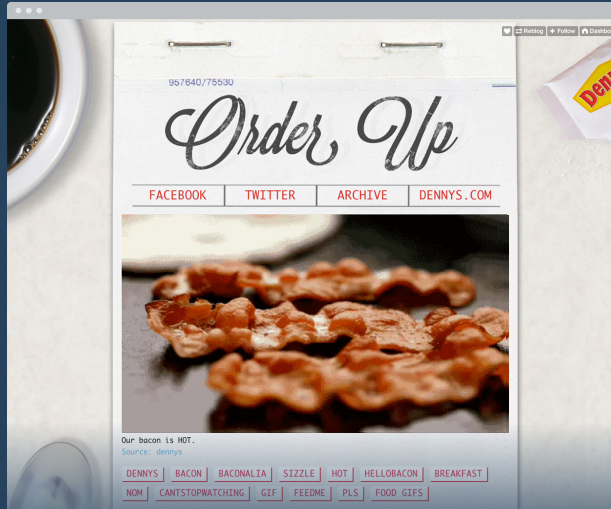 Reblog Follow
957640/75530
Order Up
FACEBOOK TWITTER ARCHIVE DENNYS.COM
Our bacon is HOT.
Source: dennys
DENNYS BACON BACONALIA SIZZLE HOT HELLOBACON BREAKFAST
NOM CANTSTOPWATCHING GIF FEEDME PLS FOOD GIFS